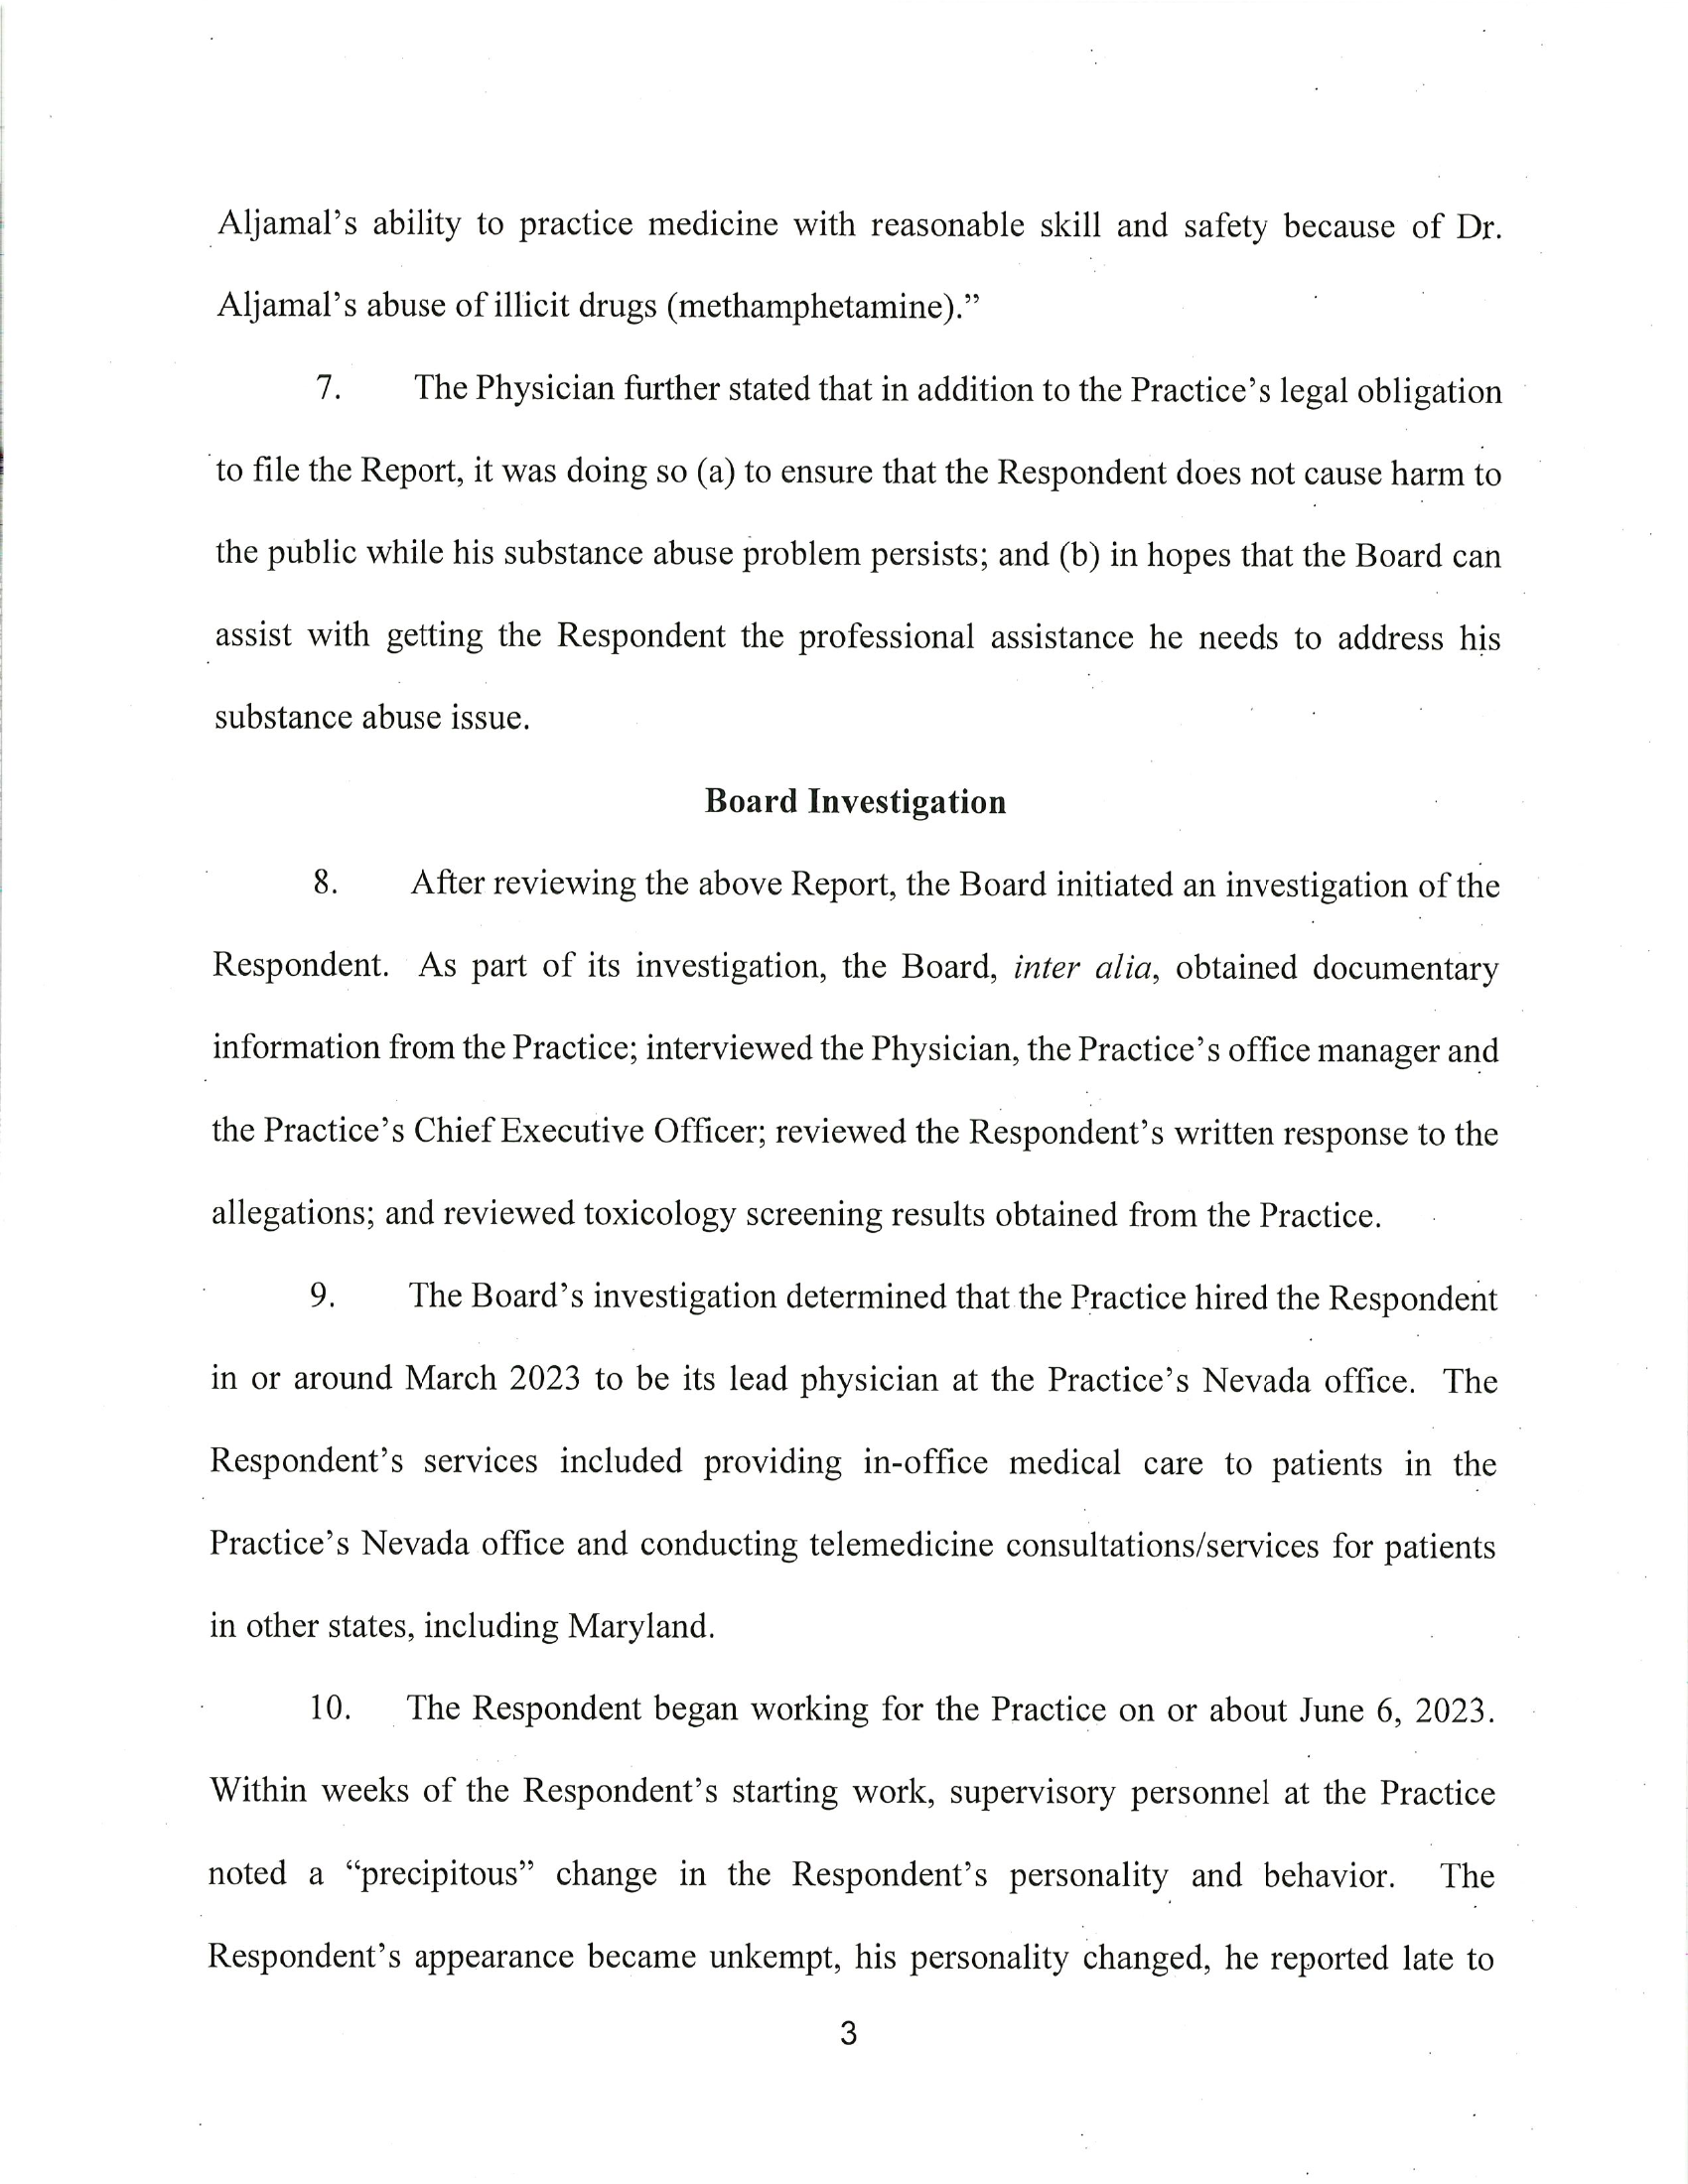 Aljamal’s ability to practice medicine with reasonable skill and safety because of Dr.
Aljamal’s abuse of illicit drugs (methamphetamine).”
7. The Physician further stated that in addition to the Practice’s legal obligation
to file the Report, it was doing so (a) to ensure that the Respondent does not cause harm to
the public while his substance abuse problem persists; and (b) in hopes that the Board can
assist with getting the Respondent the professional assistance he needs to address his
substance abuse issue.
Board Investigation
8. After reviewing the above Report, the Board initiated an investigation of the
Respondent. As part of its investigation, the Board, inter alia, obtained documentary
information from the Practice; interviewed the Physician, the Practice’s office manager and
the Practice’s Chief Executive Officer; reviewed the Respondent’s written response to the
allegations; and reviewed toxicology screening results obtained from the Practice.
9. The Board’s investigation determined that the Practice hired the Respondent
in or around March 2023 to be its lead physician at the Practice’s Nevada office. The
Respondent’s services included providing in-office medical care to patients in the
Practice’s Nevada office and conducting telemedicine consultations/services for patients
in other states, including Maryland.
10. The Respondent began working for the Practice on or about June 6, 2023.
Within weeks of the Respondent’s starting work, supervisory personnel at the Practice
noted a “precipitous” change in the Respondent’s personality and behavior. The
Respondent’s appearance became unkempt, his personality changed, he reported late to
3